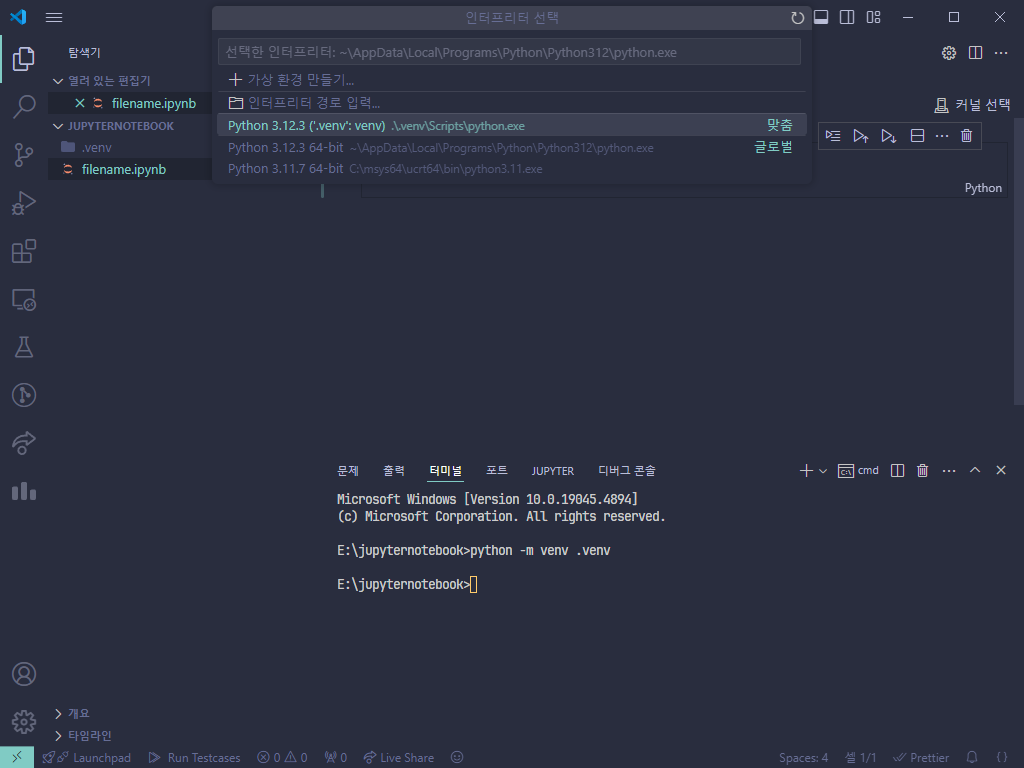 인터프리터 선택
선택한 인터프리터: ~\AppData\Local\Programs\Python\Python312\python.exe
가상 환경 만들기...
인터프리터 경로 입력...
Python 3.12.3 ('.venv': venv) .\.venv\Scripts\python.exe 맞춤
Python 3.12.3 64-bit ~\AppData\Local\Programs\Python\Python312\python.exe 글로벌
Python 3.11.7 64-bit C:\msys64\ucrt64\bin\python3.11.exe
탐색기
열려 있는 편집기
filename.ipynb
JUPYTERNOTEBOOK
.venv
filename.ipynb
커널 선택
Python
문제 출력 터미널 포트 JUPYTER 디버그 콘솔 cmd
Microsoft Windows [Version 10.0.19045.4894]
(c) Microsoft Corporation. All rights reserved.
E:\jupyternotebook>python -m venv .venv
E:\jupyternotebook>
개요
타임라인
Launchpad Run Testcases 0 0 0 Live Share Spaces: 4 셀 1/1 Prettier